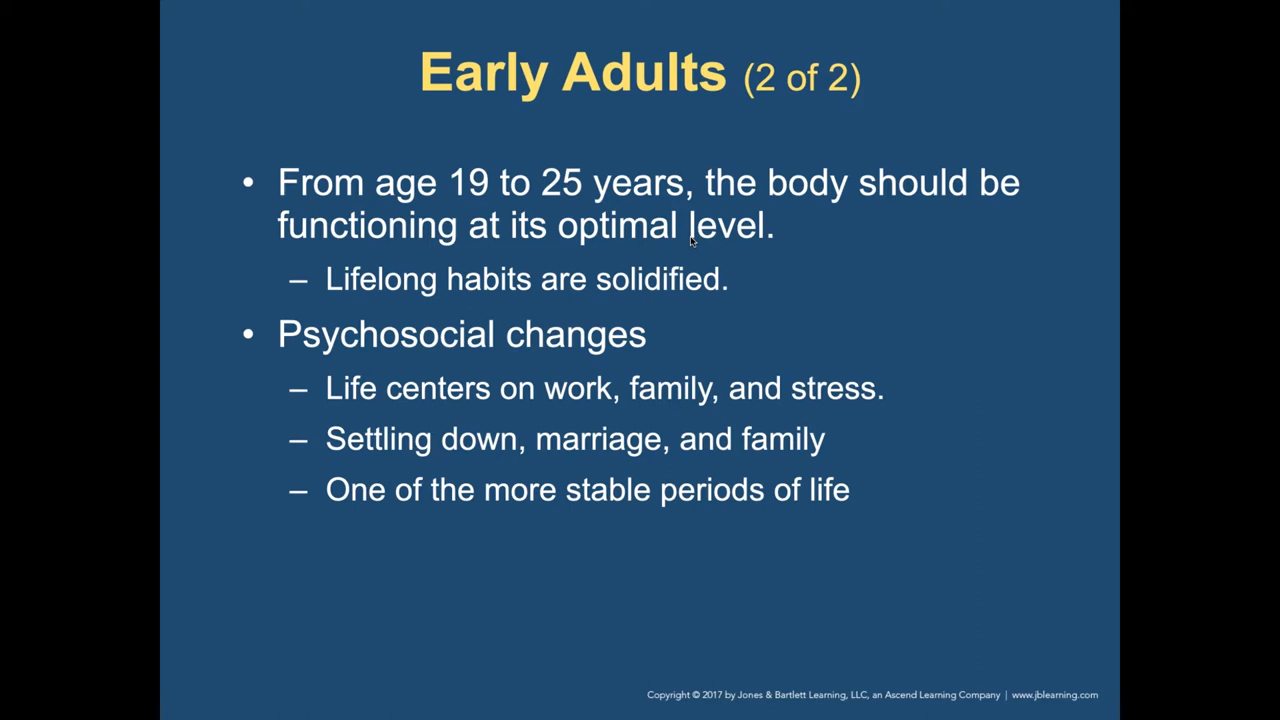 Early Adults (2 of 2)
• From age 19 to 25 years, the body should be
functioning at its optimal level.
– Lifelong habits are solidified.
• Psychosocial changes
– Life centers on work, family, and stress.
– Settling down, marriage, and family
– One of the more stable periods of life
Copyright © 2017 by Jones & Bartlett Learning, LLC, an Ascend Learning Company | www.jblearning.com